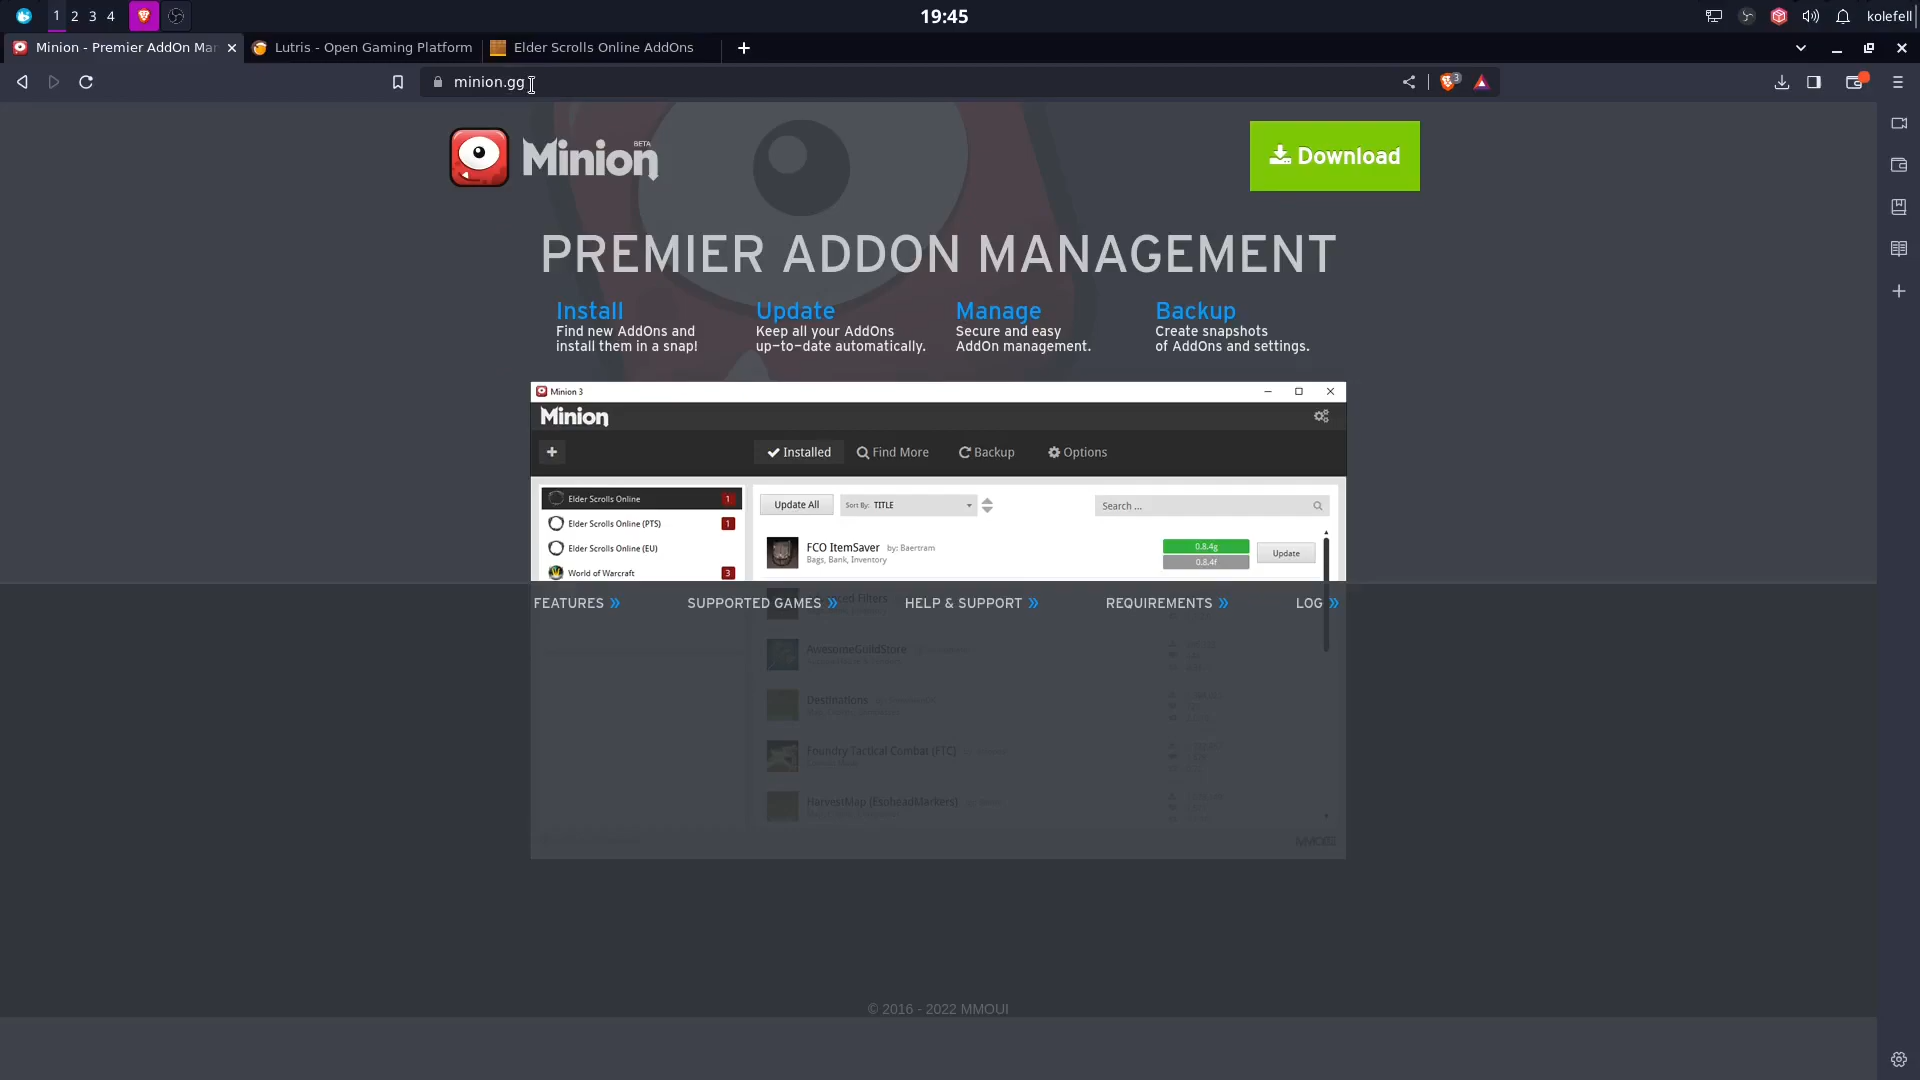 1 2 3 4
19:45
kolefell
Minion - Premier AddOn Mar
Lutris - Open Gaming Platform
Elder Scrolls Online AddOns
minion.gg
3
BETA
Minion
Download
PREMIER ADDON MANAGEMENT
Install
Find new AddOns and
install them in a snap!
Update
Keep all your AddOns
up-to-date automatically.
Manage
Secure and easy
AddOn management.
Backup
Create snapshots
of AddOns and settings.
Minion 3
Minion
Installed
Find More
Backup
Options
Elder Scrolls Online 1
Elder Scrolls Online (PTS) 1
Elder Scrolls Online (EU)
World of Warcraft 3
Update All
Sort By: TITLE
Search ...
FCO ItemSaver by: Baertram
Bags, Bank, Inventory
0.8.4g
0.8.4f
Update
FEATURES »
SUPPORTED GAMES »
HELP & SUPPORT »
REQUIREMENTS »
LOG »
AwesomeGuildStore
Destinations
Foundry Tactical Combat (FTC)
HarvestMap (EsoheadMarkers)
© 2016 - 2022 MMOUI